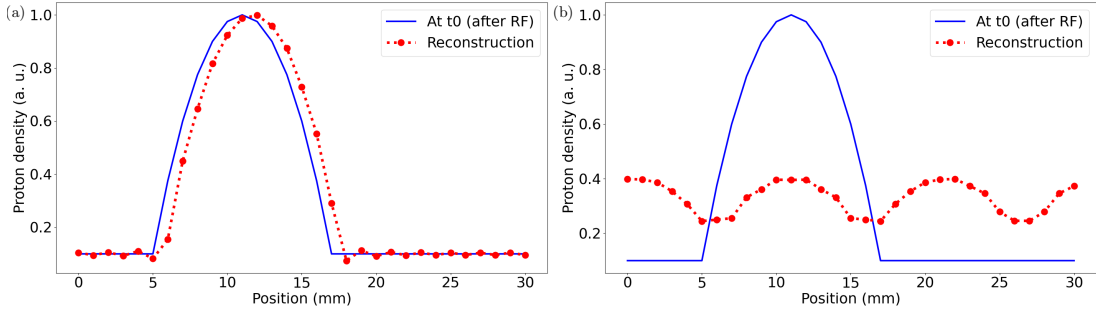 (a)
Proton density (a. u.)
1.0
0.8
0.6
0.4
0.2
At t0 (after RF)
Reconstruction
0 5 10 15 20 25 30
Position (mm)
(b)
Proton density (a. u.)
1.0
0.8
0.6
0.4
0.2
At t0 (after RF)
Reconstruction
0 5 10 15 20 25 30
Position (mm)